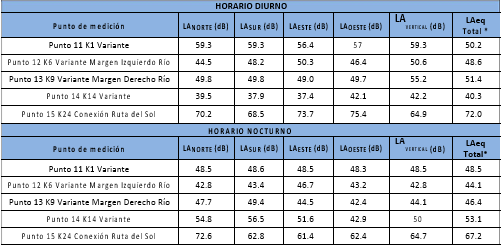 HORARIO DIURNO
Punto de medición LANORTE (dB) LASUR (dB) LAESTE (dB) LAOESTE (dB) LA VERTICAL (dB) LAeq Total *
Punto 11 K1 Variante 59.3 59.3 56.4 57 59.3 50.2
Punto 12 K6 Variante Margen Izquierdo Río 44.5 48.2 50.3 46.4 50.6 48.6
Punto 13 K9 Variante Margen Derecho Río 49.8 49.8 49.0 49.7 55.2 51.4
Punto 14 K14 Variante 39.5 37.9 37.4 42.1 42.2 40.3
Punto 15 K24 Conexión Ruta del Sol 70.2 68.5 73.7 75.4 64.9 72.0
HORARIO NOCTURNO
Punto de medición LANORTE (dB) LASUR (dB) LAESTE (dB) LAOESTE (dB) LA VERTICAL (dB) LAeq Total*
Punto 11 K1 Variante 48.5 48.6 48.5 48.3 48.5 48.5
Punto 12 K6 Variante Margen Izquierdo Río 42.8 43.4 46.7 43.2 42.8 44.1
Punto 13 K9 Variante Margen Derecho Río 47.7 49.4 44.5 42.4 44.1 46.4
Punto 14 K14 Variante 54.8 56.5 51.6 42.9 50 53.1
Punto 15 K24 Conexión Ruta del Sol 72.6 62.8 61.4 62.4 64.7 67.2